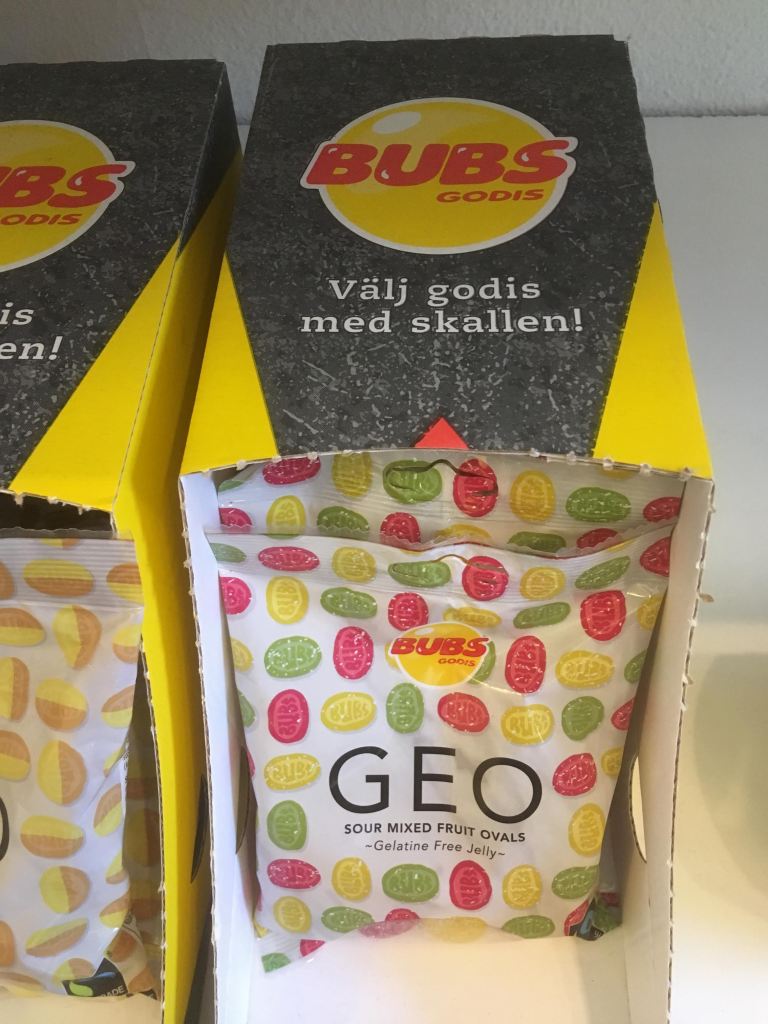 BUBS
GODIS
Välj godis
med skallen!
BUBS
GODIS
GEO
SOUR MIXED FRUIT OVALS
~Gelatine Free Jelly~